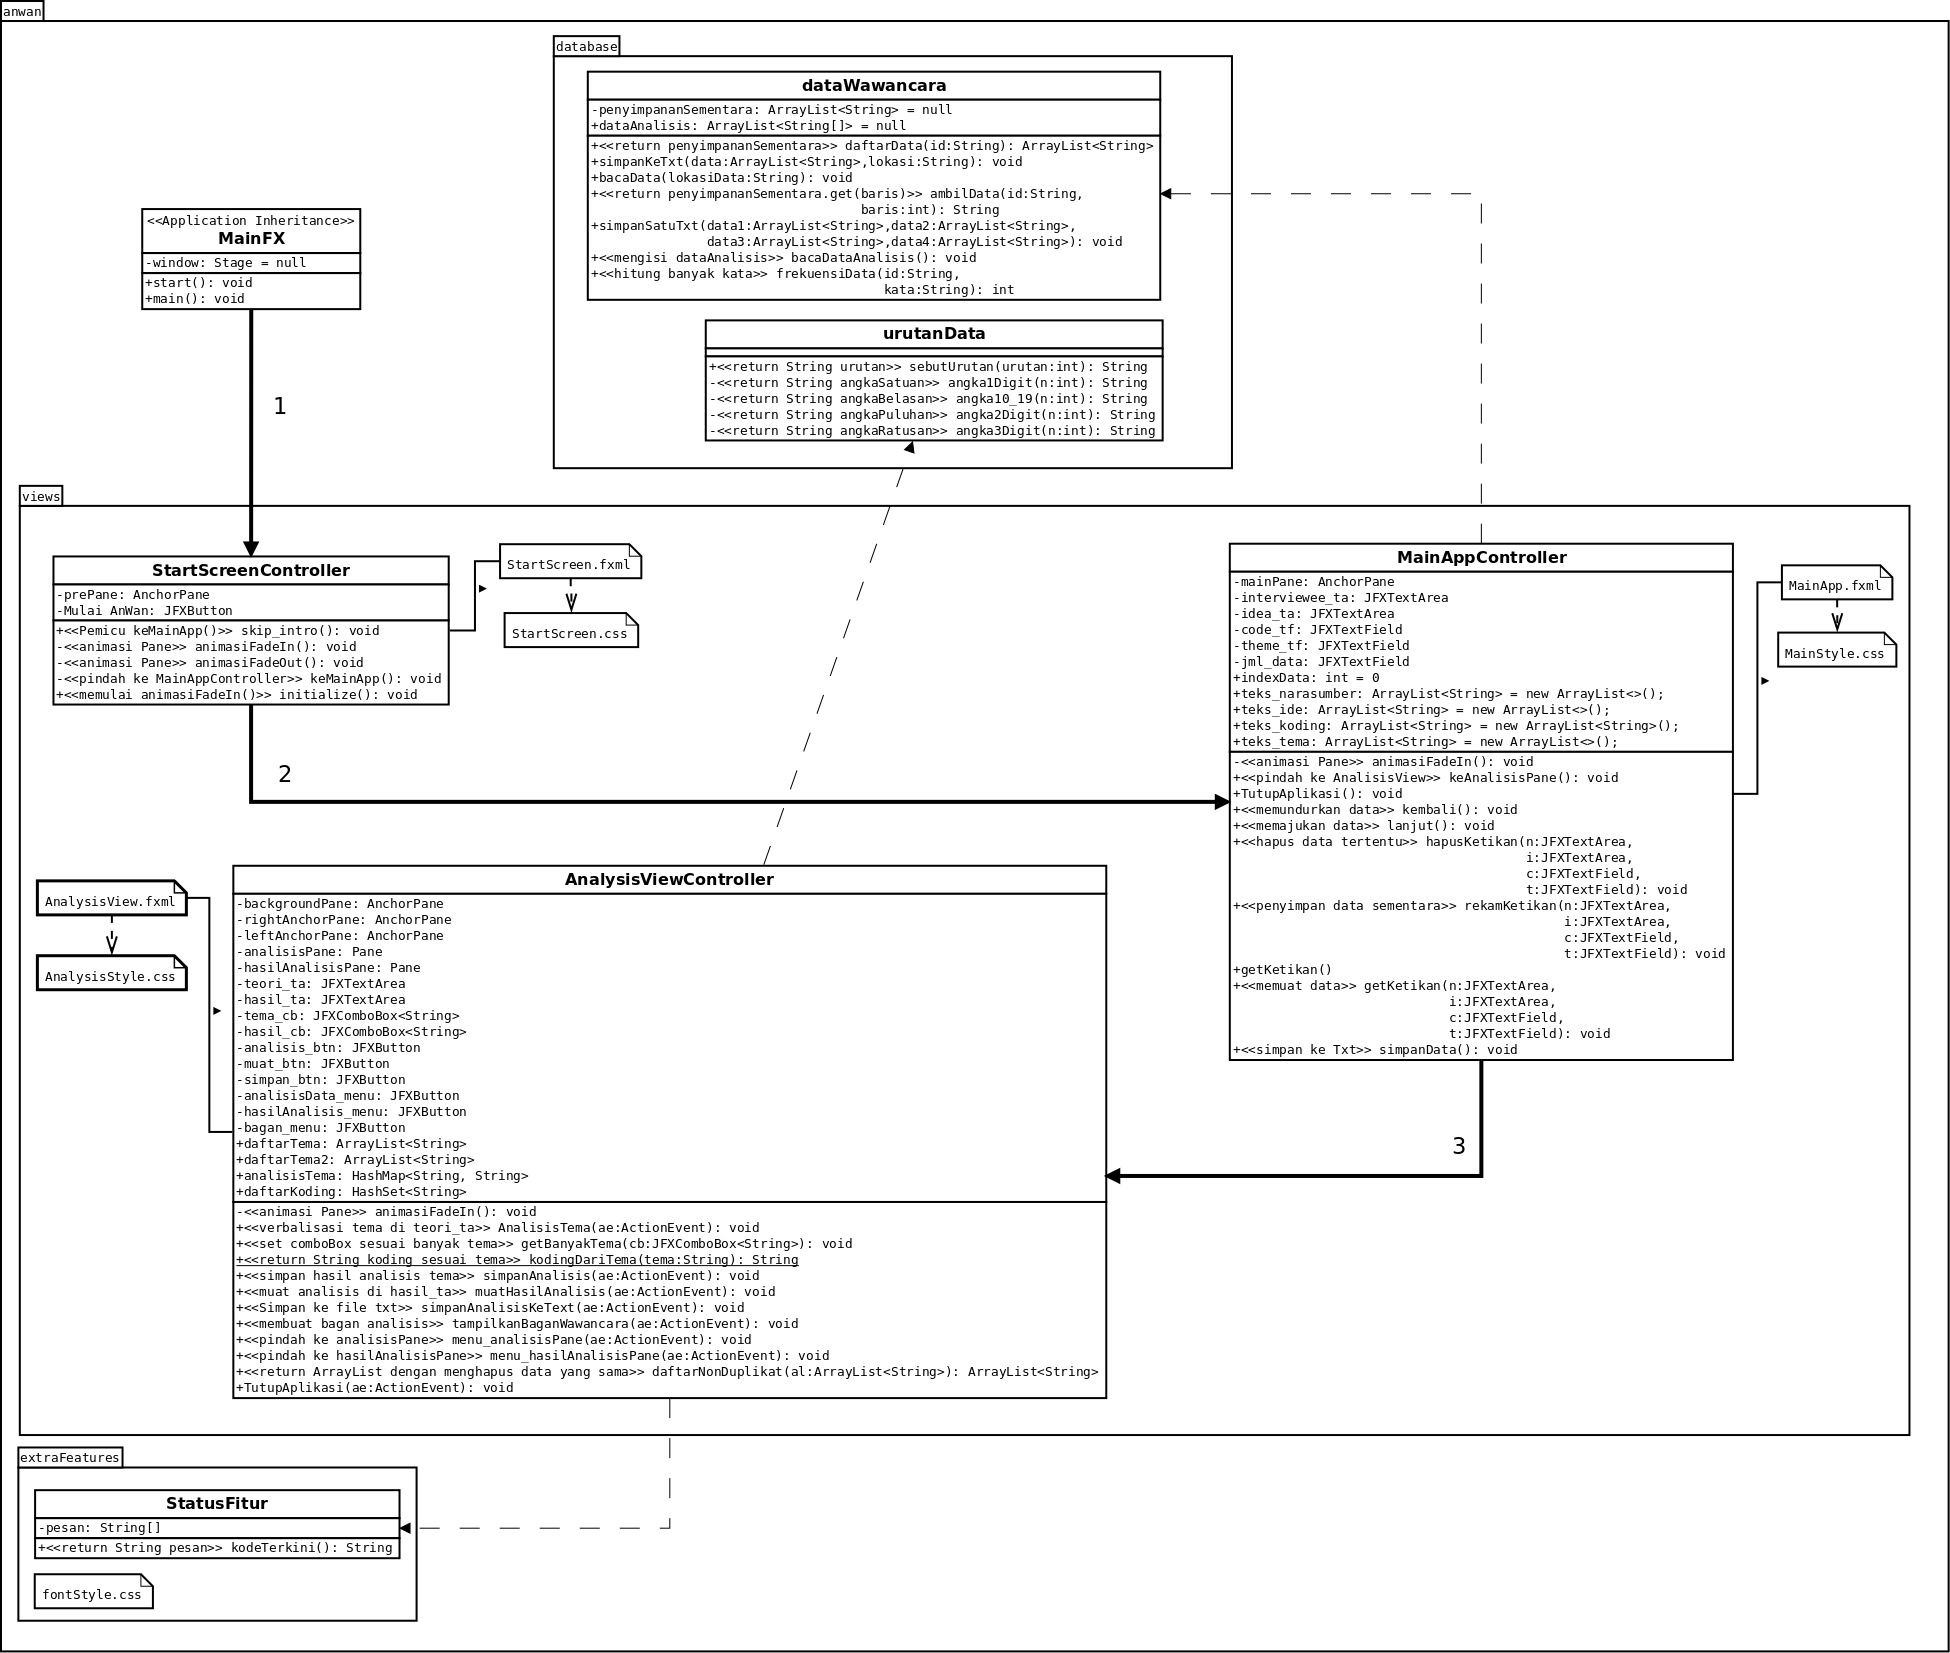 anwan
database
dataWawancara
-penyimpananSementara: ArrayList<String> = null
+dataAnalisis: ArrayList<String[]> = null
+<<return penyimpananSementara>> daftarData(id:String): ArrayList<String>
+simpanKeTxt(data:ArrayList<String>,lokasi:String): void
+bacaData(lokasiData:String): void
+<<return penyimpananSementara.get(baris)>> ambilData(id:String,
baris:int): String
+simpanSatuTxt(data1:ArrayList<String>,data2:ArrayList<String>,
data3:ArrayList<String>,data4:ArrayList<String>): void
+<<mengisi dataAnalisis>> bacaDataAnalisis(): void
+<<hitung banyak kata>> frekuensiData(id:String,
kata:String): int
<<Application Inheritance>>
MainFX
-window: Stage = null
+start(): void
+main(): void
urutanData
+<<return String urutan>> sebutUrutan(urutan:int): String
-<<return String angkaSatuan>> angka1Digit(n:int): String
-<<return String angkaBelasan>> angka10_19(n:int): String
-<<return String angkaPuluhan>> angka2Digit(n:int): String
-<<return String angkaRatusan>> angka3Digit(n:int): String
1
views
StartScreenController
-prePane: AnchorPane
-Mulai AnWan: JFXButton
+<<Pemicu keMainApp()>> skip_intro(): void
-<<animasi Pane>> animasiFadeIn(): void
-<<animasi Pane>> animasiFadeOut(): void
-<<pindah ke MainAppController>> keMainApp(): void
+<<memulai animasiFadeIn()>> initialize(): void
StartScreen.fxml
StartScreen.css
MainAppController
-mainPane: AnchorPane
-interviewee_ta: JFXTextArea
-idea_ta: JFXTextArea
-code_tf: JFXTextField
-theme_tf: JFXTextField
-jml_data: JFXTextField
+indexData: int = 0
+teks_narasumber: ArrayList<String> = new ArrayList<>();
+teks_ide: ArrayList<String> = new ArrayList<>();
+teks_koding: ArrayList<String> = new ArrayList<String>();
+teks_tema: ArrayList<String> = new ArrayList<>();
-<<animasi Pane>> animasiFadeIn(): void
+<<pindah ke AnalisisView>> keAnalisisPane(): void
+TutupAplikasi(): void
+<<memundurkan data>> kembali(): void
+<<memajukan data>> lanjut(): void
+<<hapus data tertentu>> hapusKetikan(n:JFXTextArea,
i:JFXTextArea,
c:JFXTextField,
t:JFXTextField): void
+<<penyimpan data sementara>> rekamKetikan(n:JFXTextArea,
i:JFXTextArea,
c:JFXTextField,
t:JFXTextField): void
+getKetikan()
+<<memuat data>> getKetikan(n:JFXTextArea,
i:JFXTextArea,
c:JFXTextField,
t:JFXTextField): void
+<<simpan ke Txt>> simpanData(): void
MainApp.fxml
MainStyle.css
2
AnalysisView.fxml
AnalysisStyle.css
AnalysisViewController
-backgroundPane: AnchorPane
-rightAnchorPane: AnchorPane
-leftAnchorPane: AnchorPane
-analisisPane: Pane
-hasilAnalisisPane: Pane
-teori_ta: JFXTextArea
-hasil_ta: JFXTextArea
-tema_cb: JFXComboBox<String>
-hasil_cb: JFXComboBox<String>
-analisis_btn: JFXButton
-muat_btn: JFXButton
-simpan_btn: JFXButton
-analisisData_menu: JFXButton
-hasilAnalisis_menu: JFXButton
-bagan_menu: JFXButton
+daftarTema: ArrayList<String>
+daftarTema2: ArrayList<String>
+analisisTema: HashMap<String, String>
+daftarKoding: HashSet<String>
-<<animasi Pane>> animasiFadeIn(): void
+<<verbalisasi tema di teori_ta>> AnalisisTema(ae:ActionEvent): void
+<<set comboBox sesuai banyak tema>> getBanyakTema(cb:JFXComboBox<String>): void
+<<return String koding sesuai tema>> kodingDariTema(tema:String): String
+<<simpan hasil analisis tema>> simpanAnalisis(ae:ActionEvent): void
+<<muat analisis di hasil_ta>> muatHasilAnalisis(ae:ActionEvent): void
+<<Simpan ke file txt>> simpanAnalisisKeText(ae:ActionEvent): void
+<<membuat bagan analisis>> tampilkanBaganWawancara(ae:ActionEvent): void
+<<pindah ke analisisPane>> menu_analisisPane(ae:ActionEvent): void
+<<pindah ke hasilAnalisisPane>> menu_hasilAnalisisPane(ae:ActionEvent): void
+<<return ArrayList dengan menghapus data yang sama>> daftarNonDuplikat(al:ArrayList<String>): ArrayList<String>
+TutupAplikasi(ae:ActionEvent): void
3
extraFeatures
StatusFitur
-pesan: String[]
+<<return String pesan>> kodeTerkini(): String
fontStyle.css